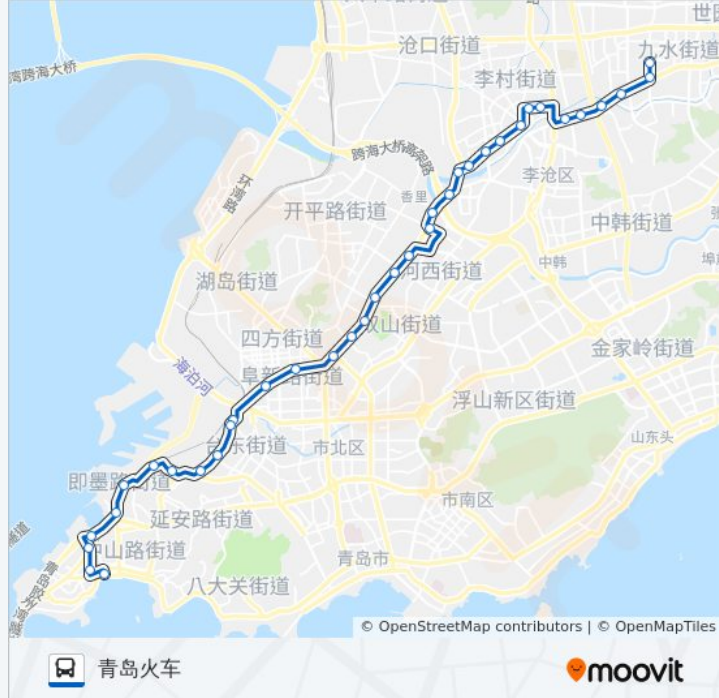 世园
沧口街道
九水街道
湾跨海大桥
李村街道
跨海大桥高架路
环湾路
李沧区
香里
开平路街道
中韩街道
中韩
河西街道
湖岛街道
双山街道
四方街道
金家岭街道
海泊河
阜新路街道
浮山新区街道
山东头
台东街道
市北区
即墨路街道
市南区
延安路街道
中山路街道
青岛市
八大关街道
青岛胶州湾
© OpenStreetMap contributors | © OpenMapTiles
青岛火车
moovit